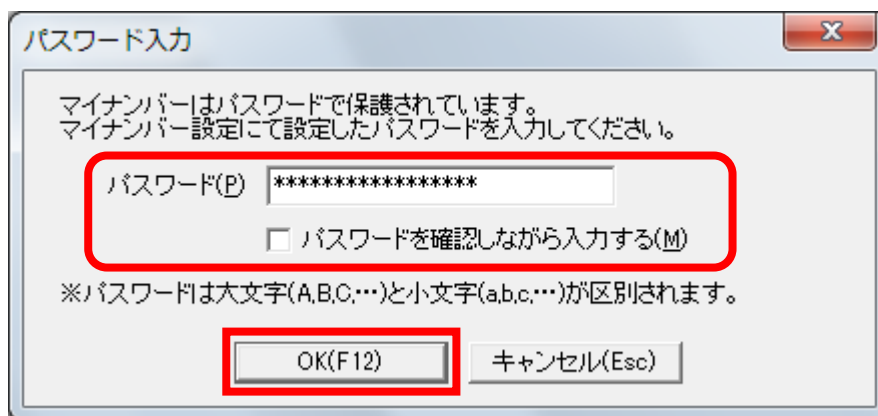 パスワード入力
マイナンバーはパスワードで保護されています。
マイナンバー設定にて設定したパスワードを入力してください。
パスワード(P) *****************
パスワードを確認しながら入力する(M)
※パスワードは大文字(A,B,C,…)と小文字(a,b,c,…)が区別されます。
OK(F12) キャンセル(Esc)